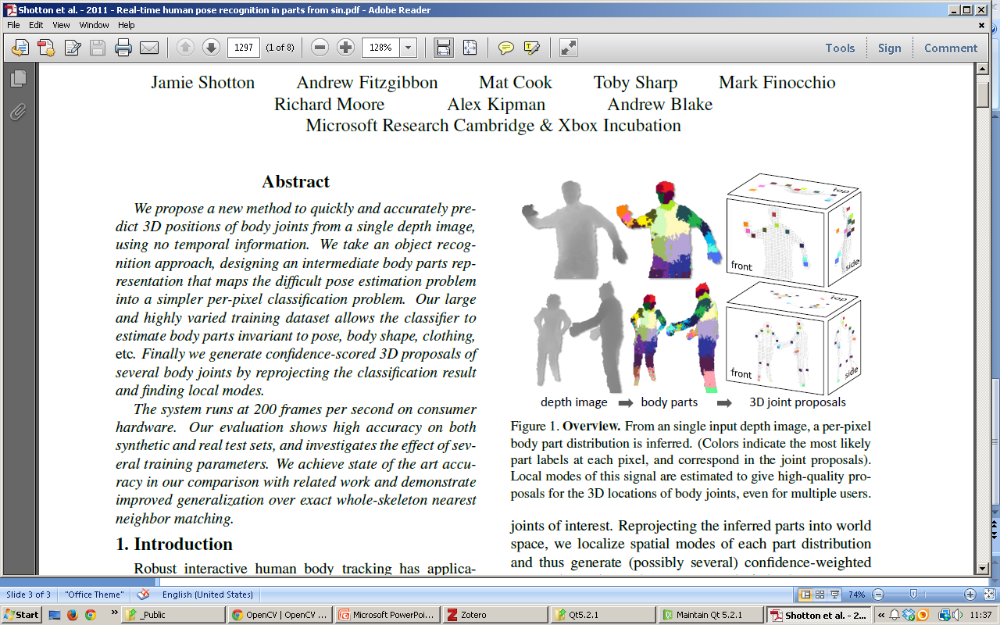 Shotton et al. - 2011 - Real-time human pose recognition in parts from sin.pdf - Adobe Reader
File Edit View Window Help
1297 (1 of 8) 128% Tools Sign Comment
Jamie Shotton Andrew Fitzgibbon Mat Cook Toby Sharp Mark Finocchio
Richard Moore Alex Kipman Andrew Blake
Microsoft Research Cambridge & Xbox Incubation
Abstract
We propose a new method to quickly and accurately pre-
dict 3D positions of body joints from a single depth image,
using no temporal information. We take an object recog-
nition approach, designing an intermediate body parts rep-
resentation that maps the difficult pose estimation problem
into a simpler per-pixel classification problem. Our large
and highly varied training dataset allows the classifier to
estimate body parts invariant to pose, body shape, clothing,
etc. Finally we generate confidence-scored 3D proposals of
several body joints by reprojecting the classification result
and finding local modes.
The system runs at 200 frames per second on consumer
hardware. Our evaluation shows high accuracy on both
synthetic and real test sets, and investigates the effect of sev-
eral training parameters. We achieve state of the art accu-
racy in our comparison with related work and demonstrate
improved generalization over exact whole-skeleton nearest
neighbor matching.
1. Introduction
Robust interactive human body tracking has applica-
top
front
side
top
front
side
depth image body parts 3D joint proposals
Figure 1. Overview. From an single input depth image, a per-pixel
body part distribution is inferred. (Colors indicate the most likely
part labels at each pixel, and correspond in the joint proposals).
Local modes of this signal are estimated to give high-quality pro-
posals for the 3D locations of body joints, even for multiple users.
joints of interest. Reprojecting the inferred parts into world
space, we localize spatial modes of each part distribution
and thus generate (possibly several) confidence-weighted
Slide 3 of 3 "Office Theme" English (United States) 74%
Start » _Public OpenCV | OpenCV ... Microsoft PowerPoi... Zotero Qt5.2.1 Maintain Qt 5.2.1 Shotton et al. - 2... « 11:37